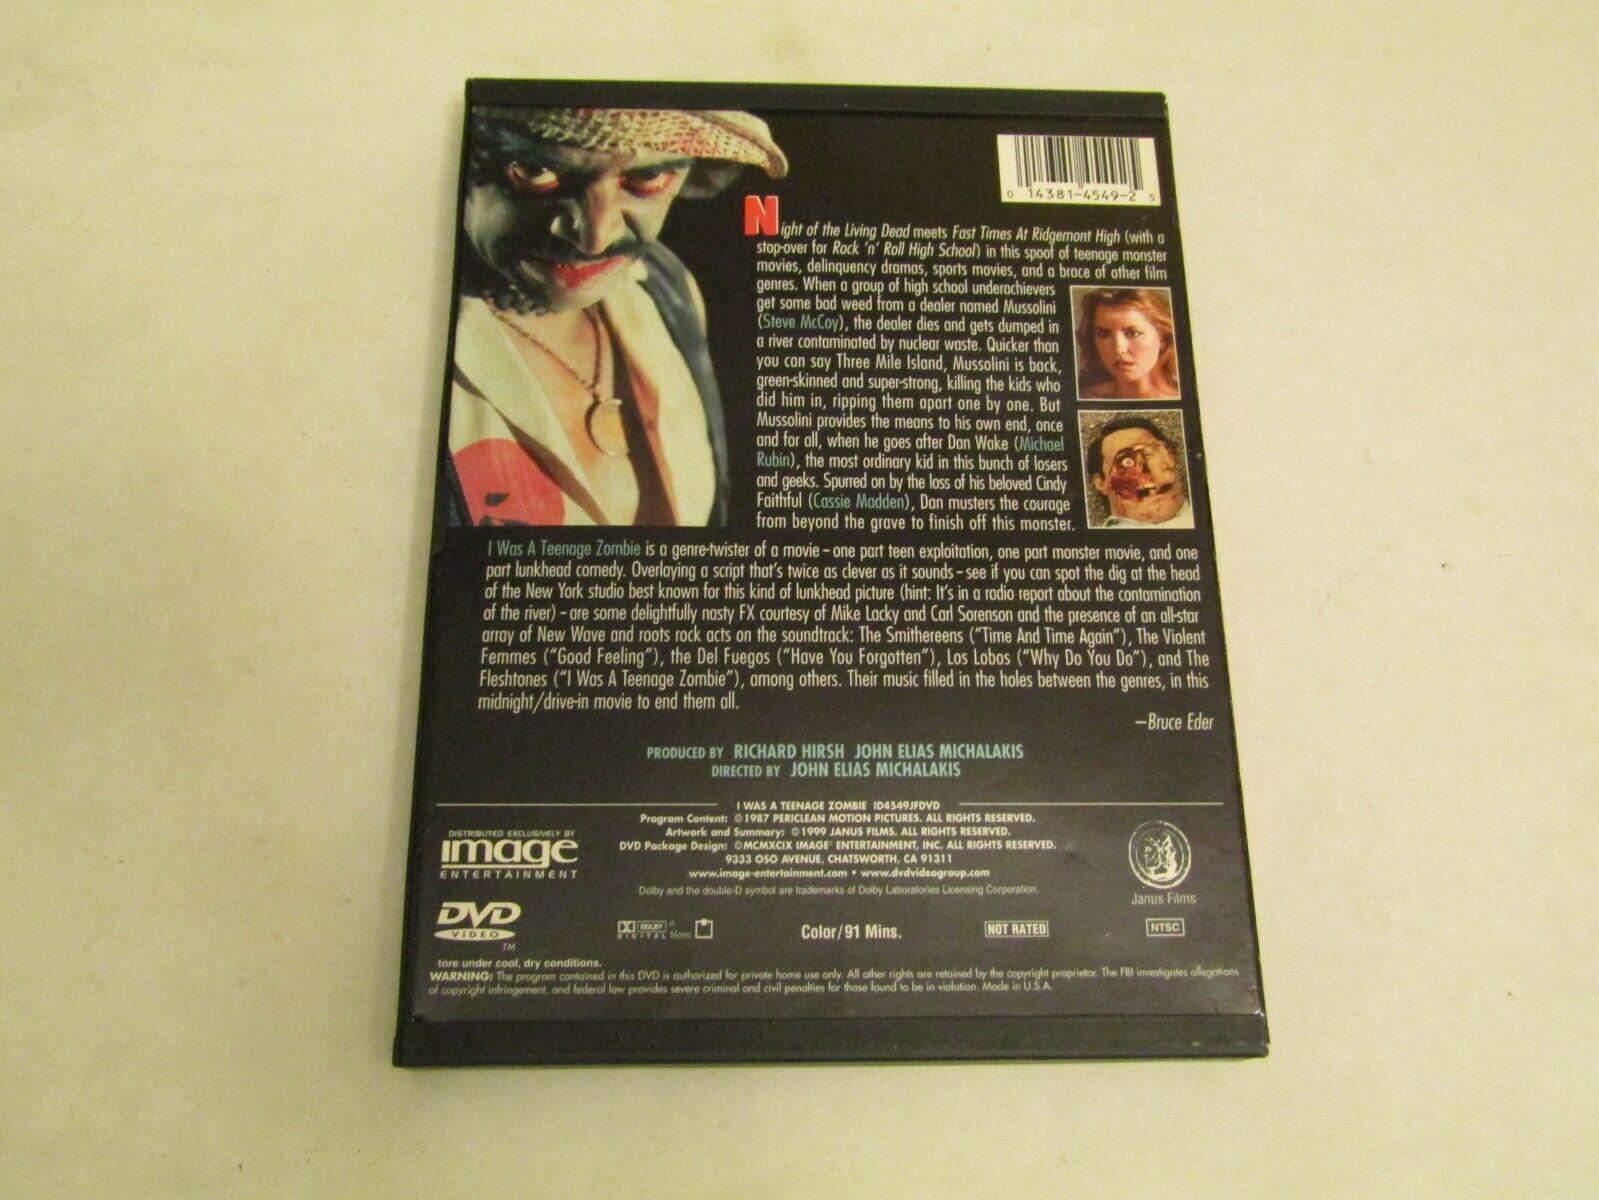 0 14381-4549-2 5
Night of the Living Dead meets Fast Times At Ridgemont High (with a
stop-over for Rock 'n' Roll High School) in this spoof of teenage monster
movies, delinquency dramas, sports movies, and a brace of other film
genres. When a group of high school underachievers
get some bad weed from a dealer named Mussolini
(Steve McCoy), the dealer dies and gets dumped in
a river contaminated by nuclear waste. Quicker than
you can say Three Mile Island, Mussolini is back,
green-skinned and super-strong, killing the kids who
did him in, ripping them apart one by one. But
Mussolini provides the means to his own end, once
and for all, when he goes after Dan Wake (Michael
Rubin), the most ordinary kid in this bunch of losers
and geeks. Spurred on by the loss of his beloved Cindy
Faithful (Cassie Madden), Dan musters the courage
from beyond the grave to finish off this monster.
I Was A Teenage Zombie is a genre-twister of a movie – one part teen exploitation, one part monster movie, and one
part lunkhead comedy. Overlaying a script that's twice as clever as it sounds – see if you can spot the dig at the head
of the New York studio best known for this kind of lunkhead picture (hint: It's in a radio report about the contamination
of the river) – are some delightfully nasty FX courtesy of Mike Lacky and Carl Sorenson and the presence of an all-star
array of New Wave and roots rock acts on the soundtrack: The Smithereens ("Time And Time Again"), The Violent
Femmes ("Good Feeling"), the Del Fuegos ("Have You Forgotten"), Los Lobos ("Why Do You Do"), and The
Fleshtones ("I Was A Teenage Zombie"), among others. Their music filled in the holes between the genres, in this
midnight/drive-in movie to end them all.
—Bruce Eder
PRODUCED BY RICHARD HIRSH JOHN ELIAS MICHALAKIS
DIRECTED BY JOHN ELIAS MICHALAKIS
I WAS A TEENAGE ZOMBIE ID4549JFDVD
Program Content: ©1987 PERICLEAN MOTION PICTURES. ALL RIGHTS RESERVED.
Artwork and Summary: ©1999 JANUS FILMS. ALL RIGHTS RESERVED.
DVD Package Design: ©MCMXCIX IMAGE® ENTERTAINMENT, INC. ALL RIGHTS RESERVED.
9333 OSO AVENUE, CHATSWORTH, CA 91311
www.image-entertainment.com • www.dvdvideogroup.com
Dolby and the double-D symbol are trademarks of Dolby Laboratories Licensing Corporation.
DISTRIBUTED EXCLUSIVELY BY
image
ENTERTAINMENT
Janus Films
DVD
VIDEO
TM
DOLBY ®
DIGITAL Mono
Color/91 Mins.
NOT RATED
NTSC
tore under cool, dry conditions.
WARNING: The program contained in this DVD is authorized for private home use only. All other rights are retained by the copyright proprietor. The FBI investigates allegations
of copyright infringement, and federal law provides severe criminal and civil penalties for those found to be in violation. Made in U.S.A.